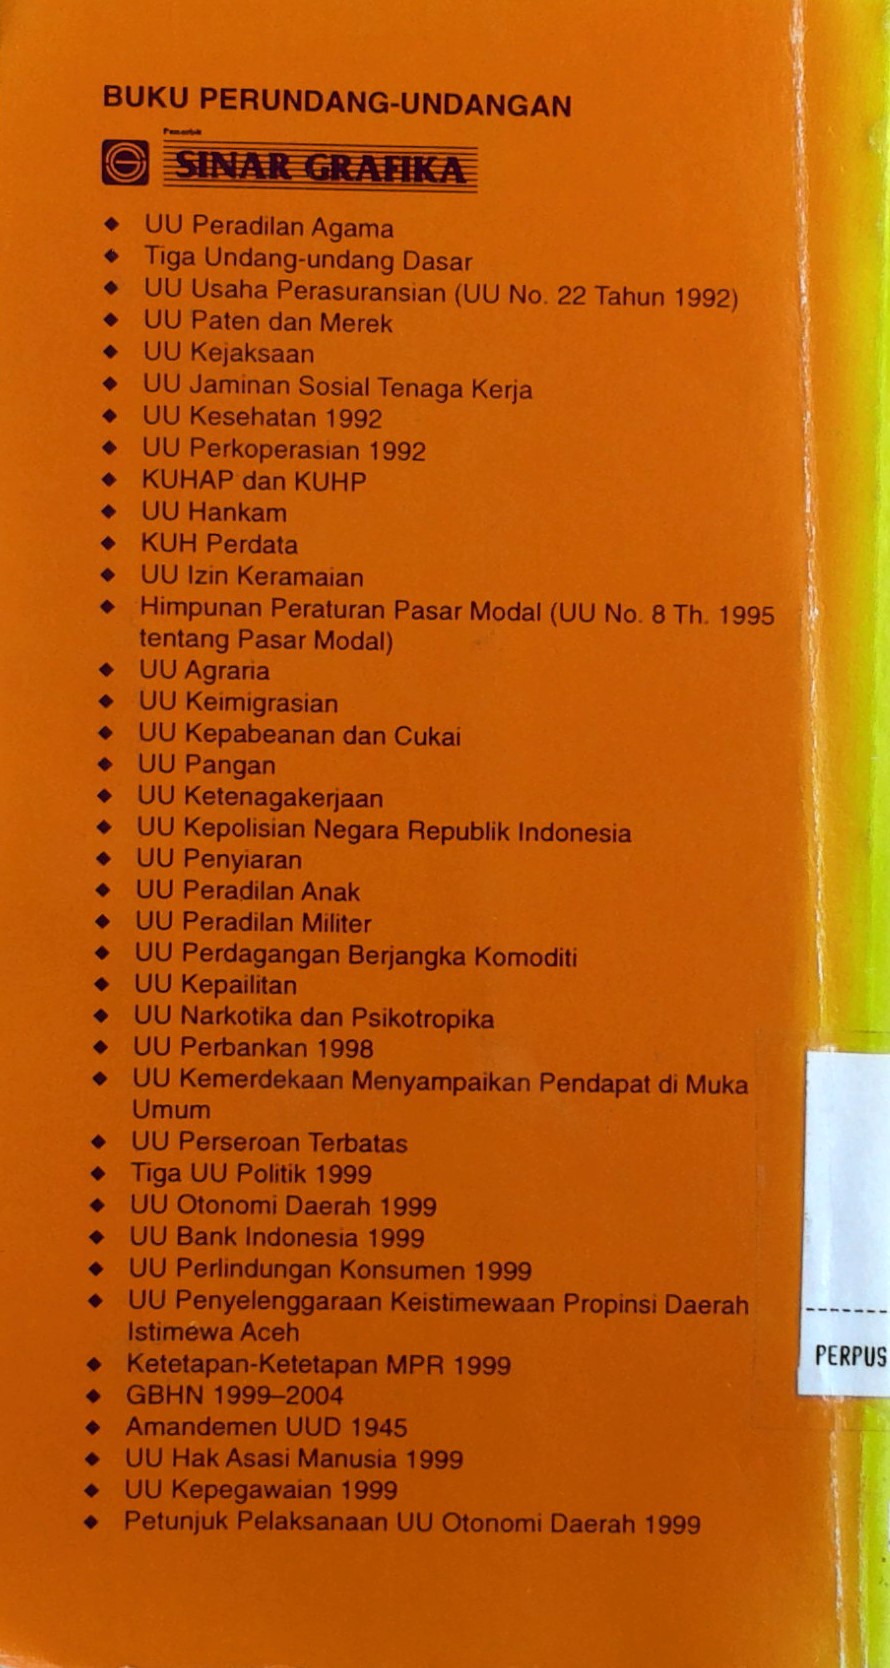 BUKU PERUNDANG-UNDANGAN
Penerbit
SINAR GRAFIKA
◆ UU Peradilan Agama
◆ Tiga Undang-undang Dasar
◆ UU Usaha Perasuransian (UU No. 22 Tahun 1992)
◆ UU Paten dan Merek
◆ UU Kejaksaan
◆ UU Jaminan Sosial Tenaga Kerja
◆ UU Kesehatan 1992
◆ UU Perkoperasian 1992
◆ KUHAP dan KUHP
◆ UU Hankam
◆ KUH Perdata
◆ UU Izin Keramaian
◆ Himpunan Peraturan Pasar Modal (UU No. 8 Th. 1995
tentang Pasar Modal)
◆ UU Agraria
◆ UU Keimigrasian
◆ UU Kepabeanan dan Cukai
◆ UU Pangan
◆ UU Ketenagakerjaan
◆ UU Kepolisian Negara Republik Indonesia
◆ UU Penyiaran
◆ UU Peradilan Anak
◆ UU Peradilan Militer
◆ UU Perdagangan Berjangka Komoditi
◆ UU Kepailitan
◆ UU Narkotika dan Psikotropika
◆ UU Perbankan 1998
◆ UU Kemerdekaan Menyampaikan Pendapat di Muka
Umum
◆ UU Perseroan Terbatas
◆ Tiga UU Politik 1999
◆ UU Otonomi Daerah 1999
◆ UU Bank Indonesia 1999
◆ UU Perlindungan Konsumen 1999
◆ UU Penyelenggaraan Keistimewaan Propinsi Daerah
Istimewa Aceh
◆ Ketetapan-Ketetapan MPR 1999
◆ GBHN 1999–2004
◆ Amandemen UUD 1945
◆ UU Hak Asasi Manusia 1999
◆ UU Kepegawaian 1999
◆ Petunjuk Pelaksanaan UU Otonomi Daerah 1999
PERPUS